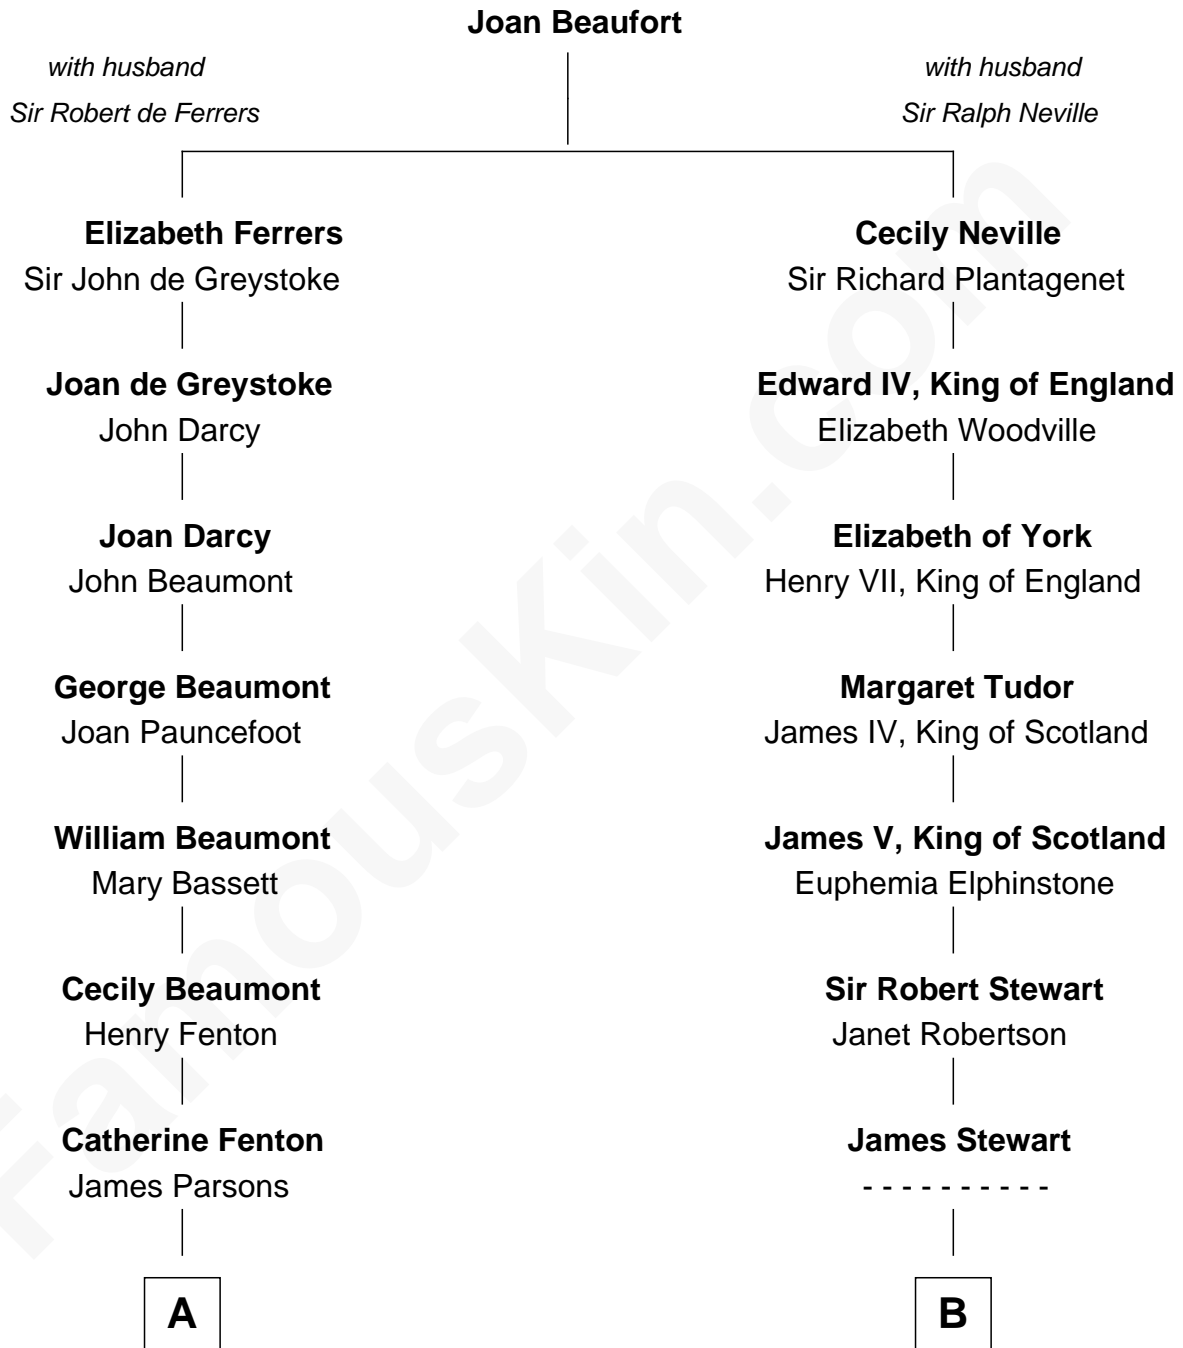 Joan Beaufort
with husband
Sir Robert de Ferrers
with husband
Sir Ralph Neville
Elizabeth Ferrers
Sir John de Greystoke
Cecily Neville
Sir Richard Plantagenet
Joan de Greystoke
John Darcy
Edward IV, King of England
Elizabeth Woodville
Joan Darcy
John Beaumont
Elizabeth of York
Henry VII, King of England
George Beaumont
Joan Pauncefoot
Margaret Tudor
James IV, King of Scotland
William Beaumont
Mary Bassett
James V, King of Scotland
Euphemia Elphinstone
Cecily Beaumont
Henry Fenton
Sir Robert Stewart
Janet Robertson
Catherine Fenton
James Parsons
James Stewart
- - - - - - - - - -
A
B
FamousKin.com